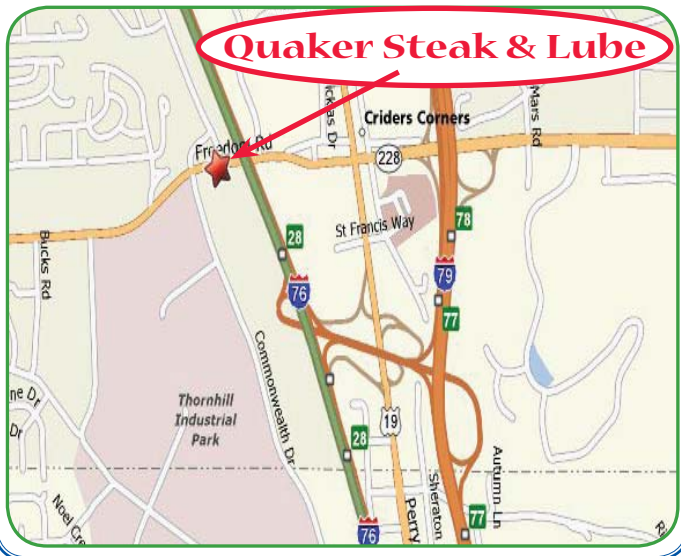 Quaker Steak & Lube
Criders Corners
Mars Rd
Freedom Rd
228
St Francis Way
78
28
76
79
77
Bucks Rd
Commonwealth Dr
Thornhill
Industrial
Park
19
28
Dr
Autumn Ln
Sheraton
Perry
77
76